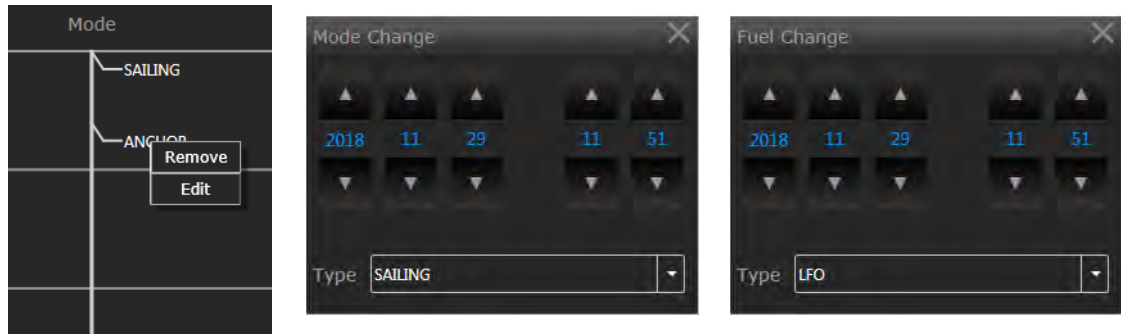 Mode
SAILING
ANCHOR
Remove
Edit
Mode Change
2018 11 29 11 51
Type SAILING
Fuel Change
2018 11 29 11 51
Type LFO